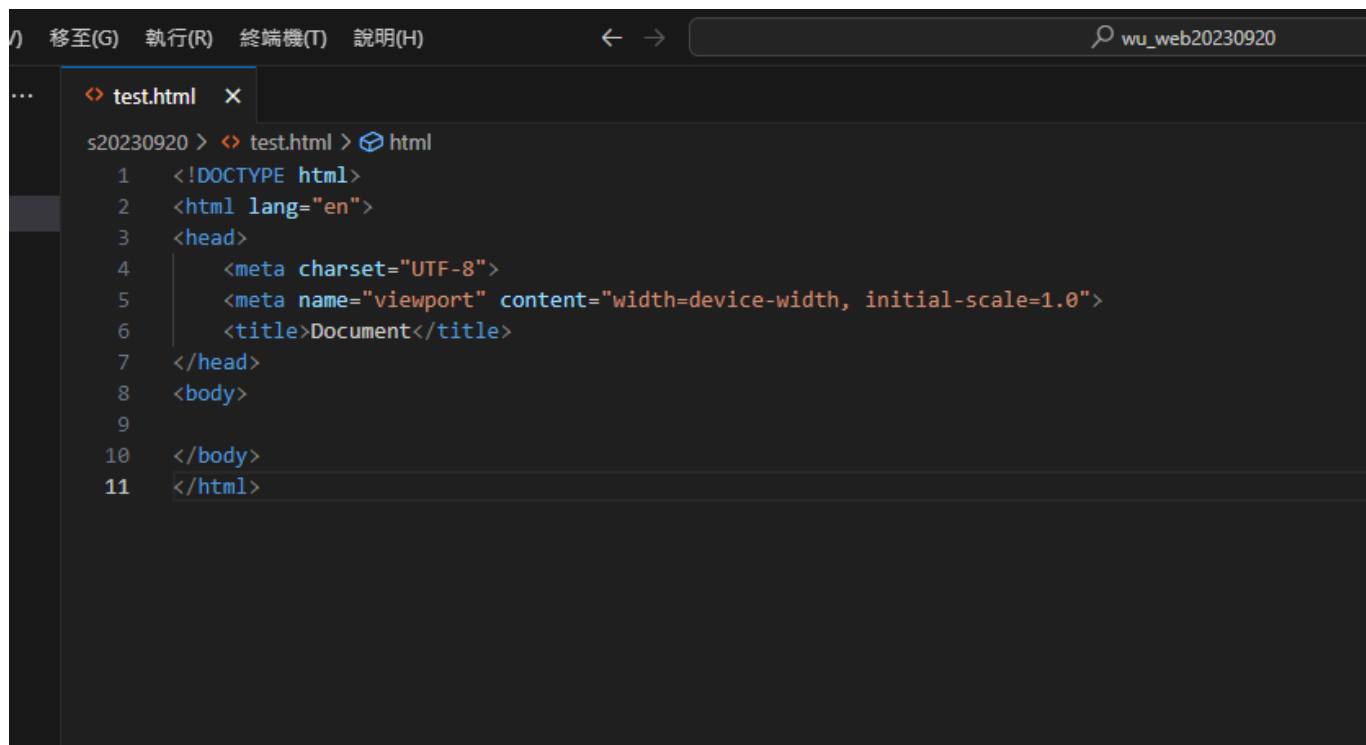 移至(G) 執行(R) 終端機(T) 說明(H) ← → wu_web20230920
... <> test.html ×
s20230920 > <> test.html > html
1 <!DOCTYPE html>
2 <html lang="en">
3 <head>
4     <meta charset="UTF-8">
5     <meta name="viewport" content="width=device-width, initial-scale=1.0">
6     <title>Document</title>
7 </head>
8 <body>
9
10 </body>
11 </html>